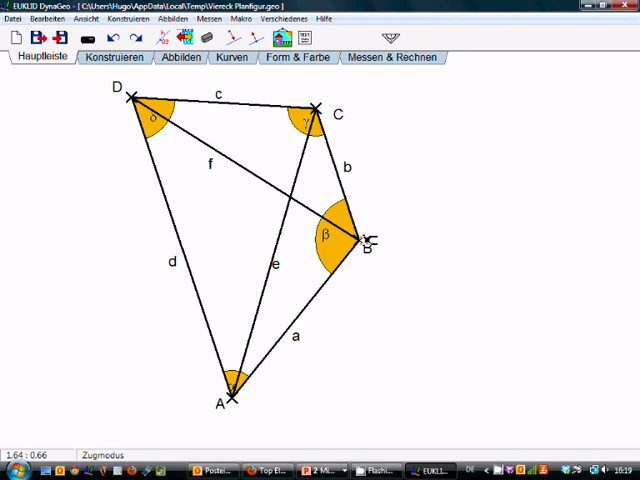 EUKLID DynaGeo - [ C:\Users\Hugo\AppData\Local\Temp\Viereck Planfigur.geo ]
Datei Bearbeiten Ansicht Konstruieren Abbilden Messen Makro Verschiedenes Fenster Hilfe
Hauptleiste Konstruieren Abbilden Kurven Form & Farbe Messen & Rechnen
D
c
C
δ
γ
f
b
β
B
d
e
a
α
A
1.64 : 0.66 Zugmodus
Postei... Top El... 2 Mi... Flashi... EUKLI... DE 16:19